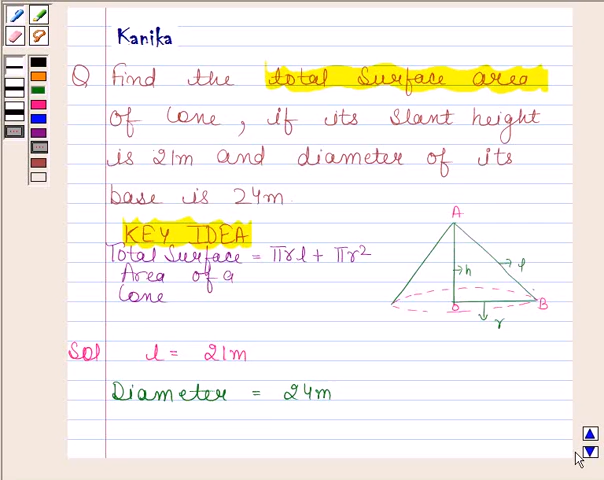 Kanika
Q Find the total Surface area
of Cone, if its slant height
is 21m and diameter of its
base is 24m.
KEY IDEA
Total Surface = πrl + πr²
Area of a
Cone
A
h
l
O
B
r
Sol l = 21m
Diameter = 24m